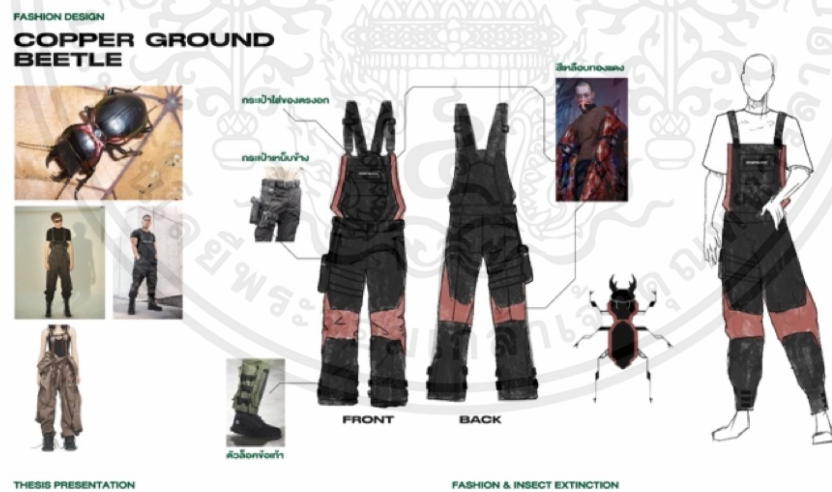 FASHION DESIGN
COPPER GROUND
BEETLE
กระเป๋าใส่ของตรงอก
สีเหลือบทองแดง
กระเป๋าเหน็บข้าง
FRONT
BACK
ตัวล็อคข้อเท้า
THESIS PRESENTATION
FASHION & INSECT EXTINCTION